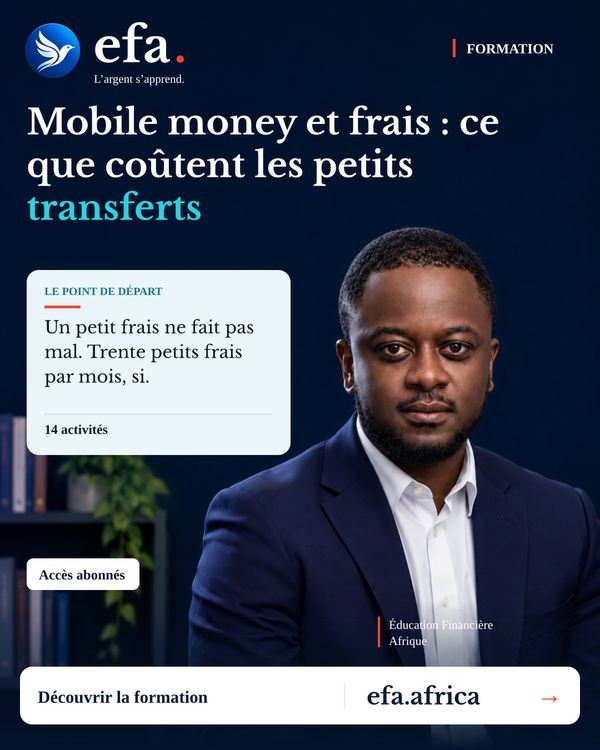 efa.
L’argent s’apprend.
FORMATION
Mobile money et frais : ce
que coûtent les petits
transferts
LE POINT DE DÉPART
Un petit frais ne fait pas
mal. Trente petits frais
par mois, si.
14 activités
Accès abonnés
Éducation Financière
Afrique
Découvrir la formation
efa.africa →